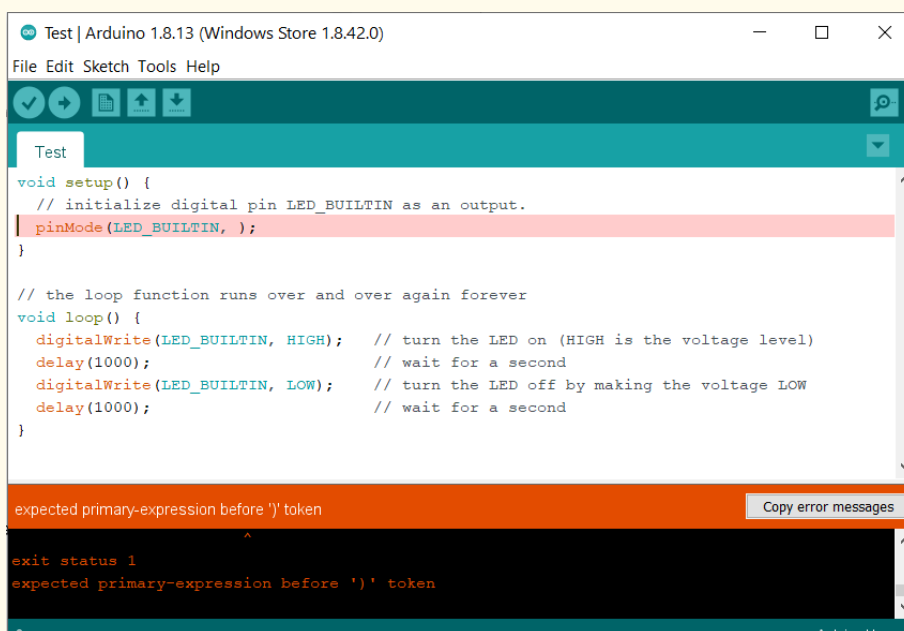 Test | Arduino 1.8.13 (Windows Store 1.8.42.0)
File Edit Sketch Tools Help
Test
void setup() {
  // initialize digital pin LED_BUILTIN as an output.
  pinMode(LED_BUILTIN, );
}
// the loop function runs over and over again forever
void loop() {
  digitalWrite(LED_BUILTIN, HIGH);   // turn the LED on (HIGH is the voltage level)
  delay(1000);                       // wait for a second
  digitalWrite(LED_BUILTIN, LOW);    // turn the LED off by making the voltage LOW
  delay(1000);                       // wait for a second
}
expected primary-expression before ')' token
Copy error messages
^
exit status 1
expected primary-expression before ')' token